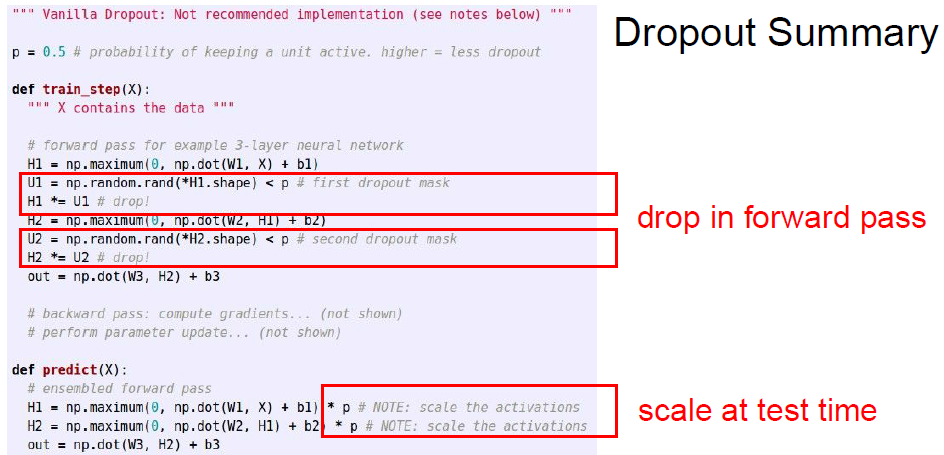 """ Vanilla Dropout: Not recommended implementation (see notes below) """
Dropout Summary
p = 0.5 # probability of keeping a unit active. higher = less dropout
def train_step(X):
""" X contains the data """
# forward pass for example 3-layer neural network
H1 = np.maximum(0, np.dot(W1, X) + b1)
U1 = np.random.rand(*H1.shape) < p # first dropout mask
H1 *= U1 # drop!
H2 = np.maximum(0, np.dot(W2, H1) + b2)
U2 = np.random.rand(*H2.shape) < p # second dropout mask
H2 *= U2 # drop!
out = np.dot(W3, H2) + b3
drop in forward pass
# backward pass: compute gradients... (not shown)
# perform parameter update... (not shown)
def predict(X):
# ensembled forward pass
H1 = np.maximum(0, np.dot(W1, X) + b1) * p # NOTE: scale the activations
H2 = np.maximum(0, np.dot(W2, H1) + b2) * p # NOTE: scale the activations
out = np.dot(W3, H2) + b3
scale at test time